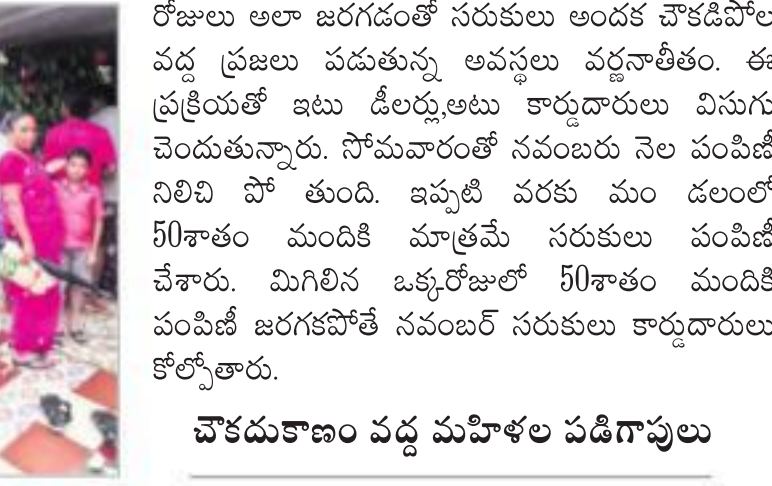 రోజులు అలా జరగడంతో సరుకులు అందక చౌకడిపోల
వద్ద ప్రజలు పడుతున్న అవస్థలు వర్ణనాతీతం. ఈ
ప్రక్రియతో ఇటు డీలర్లు,అటు కార్డుదారులు విసుగు
చెందుతున్నారు. సోమవారంతో నవంబరు నెల పంపిణీ
నిలిచి పో తుంది. ఇప్పటి వరకు మం డలంలో
50శాతం మందికి మాత్రమే సరుకులు పంపిణీ
చేశారు. మిగిలిన ఒక్కరోజులో 50శాతం మందికి
పంపిణీ జరగకపోతే నవంబర్ సరుకులు కార్డుదారులు
కోల్పోతారు.
చౌకదుకాణం వద్ద మహిళల పడిగాపులు